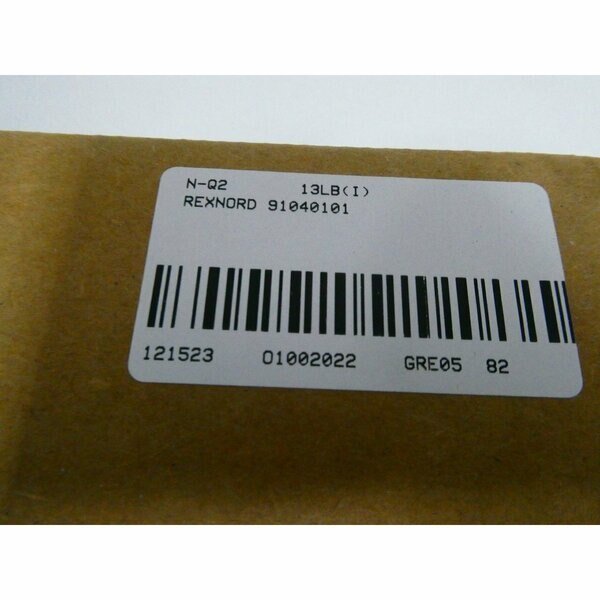 N-Q2 13LB(I)
REXNORD 91040101
121523 01002022 GRE05 82